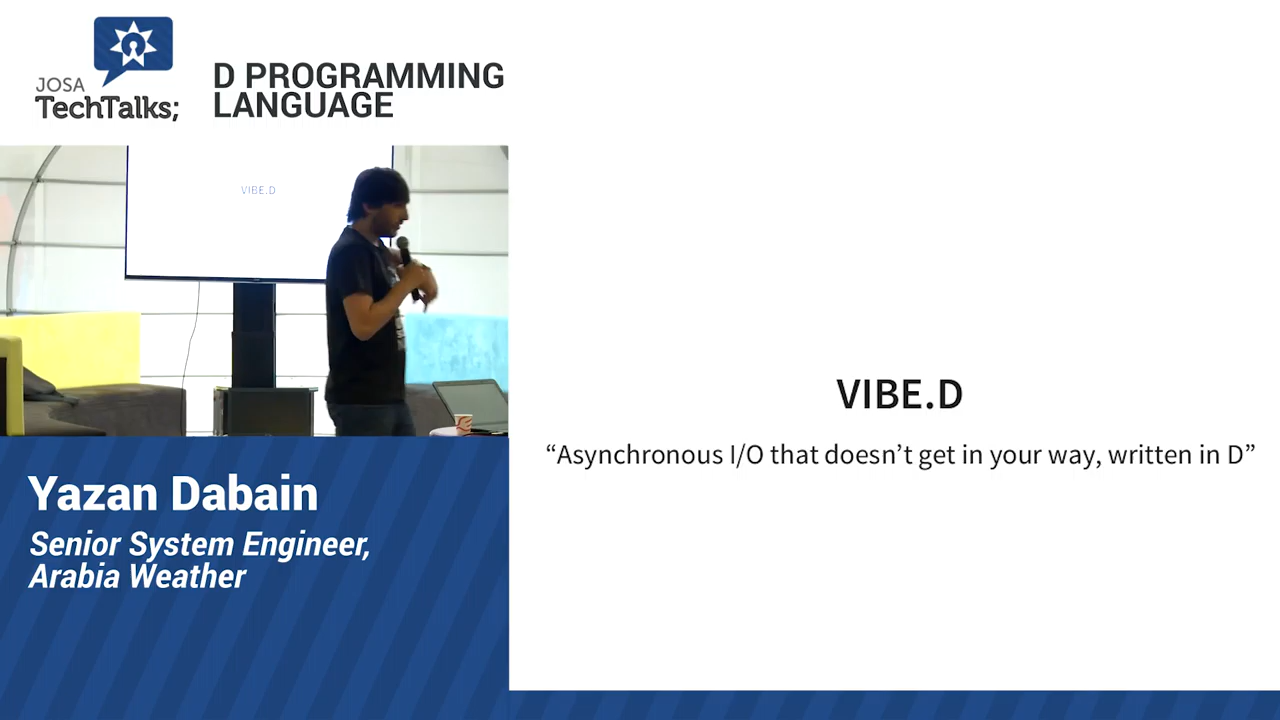 JOSA
TechTalks;
D PROGRAMMING
LANGUAGE
VIBE.D
Yazan Dabain
Senior System Engineer,
Arabia Weather
VIBE.D
“Asynchronous I/O that doesn’t get in your way, written in D”